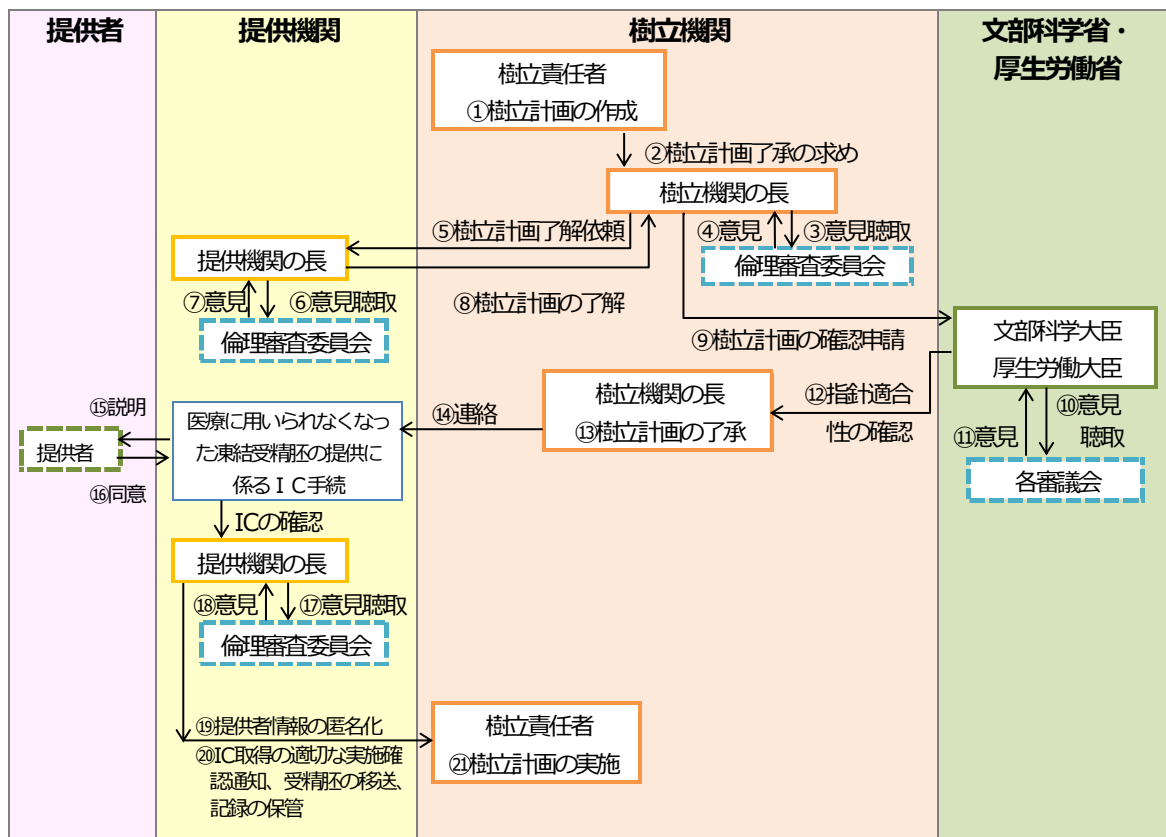 提供者
提供機関
樹立機関
文部科学省・
厚生労働省
樹立責任者
①樹立計画の作成
②樹立計画了承の求め
樹立機関の長
④意見
③意見聴取
倫理審査委員会
⑤樹立計画了解依頼
提供機関の長
⑦意見
⑥意見聴取
倫理審査委員会
⑧樹立計画の了解
⑨樹立計画の確認申請
文部科学大臣
厚生労働大臣
⑪意見
⑩意見
聴取
各審議会
⑫指針適合
性の確認
樹立機関の長
⑬樹立計画の了承
⑭連絡
医療に用いられなくなっ
た凍結受精胚の提供に
係るＩＣ手続
⑮説明
提供者
⑯同意
ICの確認
提供機関の長
⑱意見
⑰意見聴取
倫理審査委員会
⑲提供者情報の匿名化
⑳IC取得の適切な実施確
認通知、受精胚の移送、
記録の保管
樹立責任者
㉑樹立計画の実施